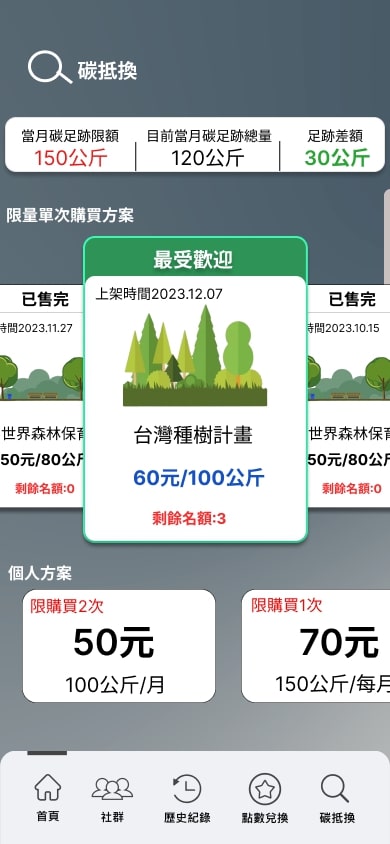 碳抵換
當月碳足跡限額
目前當月碳足跡總量
足跡差額
150公斤
120公斤
30公斤
限量單次購買方案
最受歡迎
已售完
已售完
上架時間2023.12.07
時間2023.11.27
時間2023.10.15
台灣種樹計畫
世界森林保育
世界森林保育
50元/80公斤
60元/100公斤
50元/80公斤
剩餘名額:0
剩餘名額:3
剩餘名額:0
個人方案
限購買2次
限購買1次
50元
70元
100公斤/月
150公斤/每月
首頁
社群
歷史紀錄
點數兌換
碳抵換